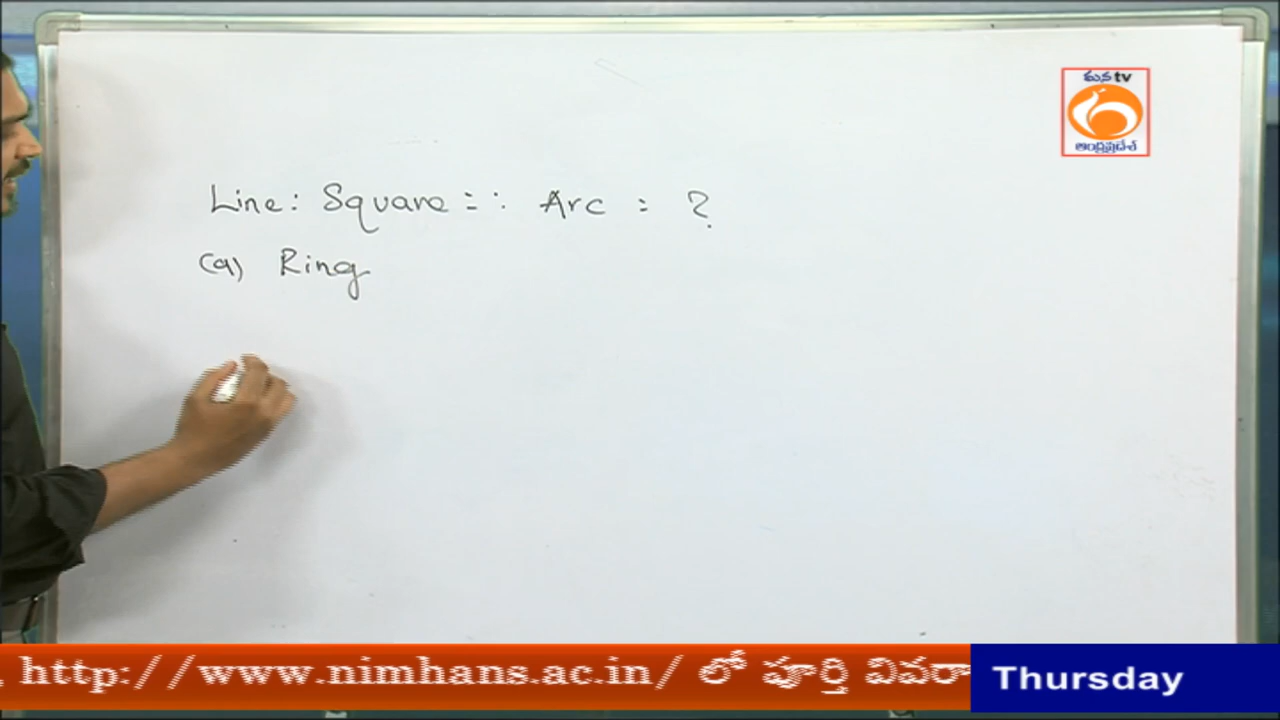 మన tv
ఆంధ్రప్రదేశ్
Line : Square =: Arc : ?
(a) Ring
. http://www.nimhans.ac.in/ లో పూర్తి వివరా
Thursday